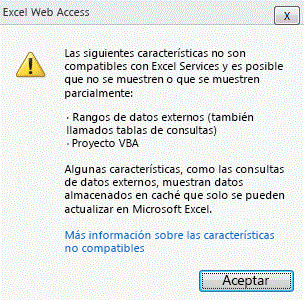 Excel Web Access
X
Las siguientes características no son
compatibles con Excel Services y es posible
que no se muestren o que se muestren
parcialmente:
· Rangos de datos externos (también
llamados tablas de consultas)
· Proyecto VBA
Algunas características, como las consultas
de datos externos, muestran datos
almacenados en caché que solo se pueden
actualizar en Microsoft Excel.
Más información sobre las características
no compatibles
Aceptar